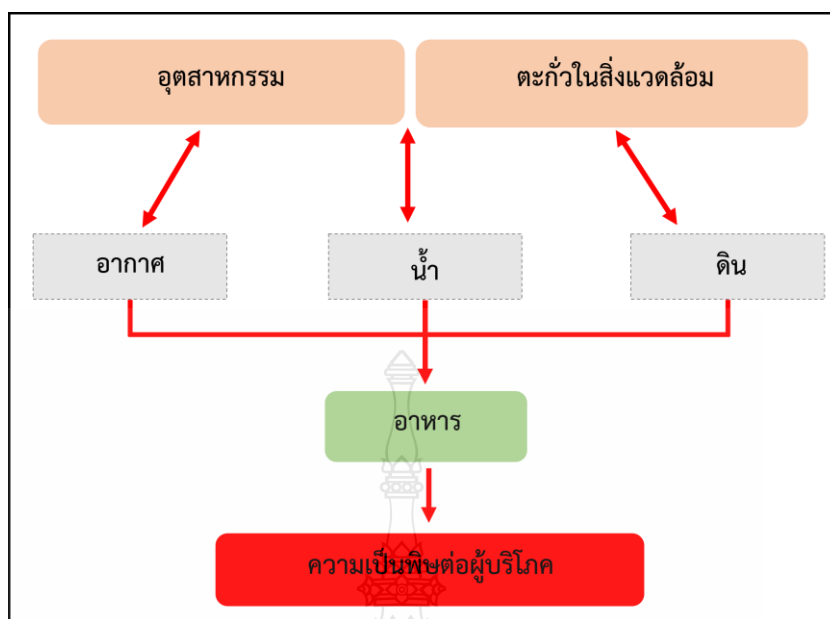 อุตสาหกรรม
ตะกั่วในสิ่งแวดล้อม
อากาศ
น้ำ
ดิน
อาหาร
ความเป็นพิษต่อผู้บริโภค